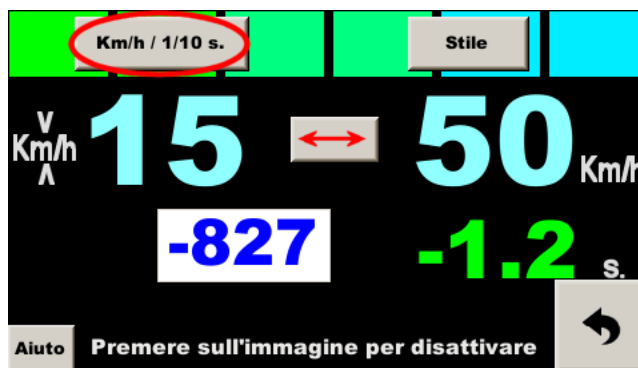 Km/h / 1/10 s.
Stile
Km/h
15
50
Km/h
-827
-1.2
s.
Aiuto
Premere sull'immagine per disattivare